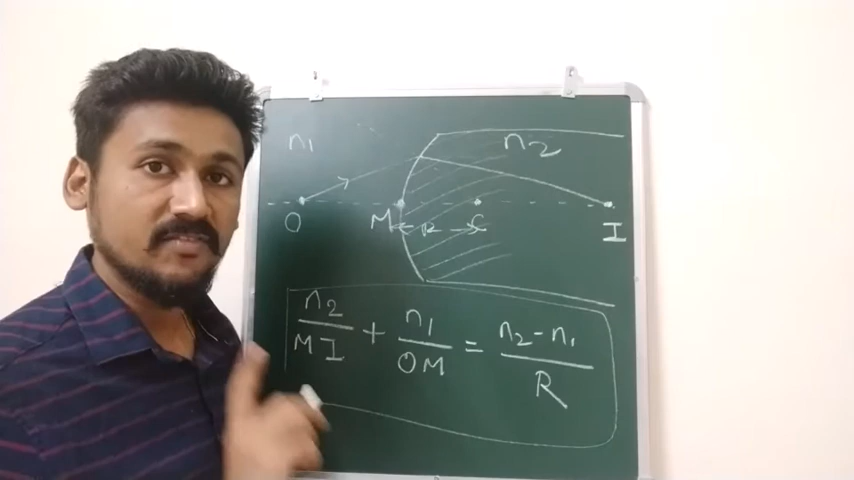 n₁ n₂
O M R C I
n₂/MI + n₁/OM = n₂-n₁/R